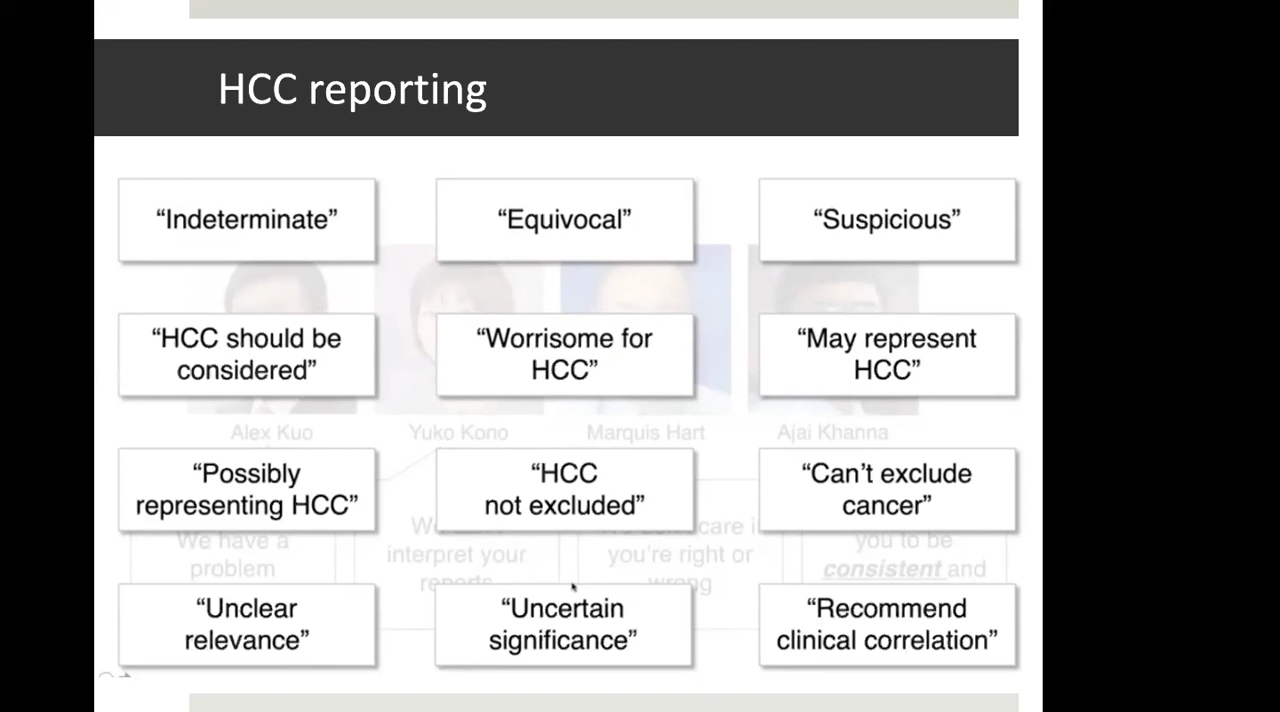 HCC reporting
“Indeterminate”
“Equivocal”
“Suspicious”
“HCC should be
considered”
“Worrisome for
HCC”
“May represent
HCC”
Alex Kuo
Yuko Kono
Marquis Hart
Ajai Khanna
“Possibly
representing HCC”
“HCC
not excluded”
“Can’t exclude
cancer”
We have a
problem
interpret your
reports
care i
you’re right or
wrong
you to be
consistent and
“Unclear
relevance”
“Uncertain
significance”
“Recommend
clinical correlation”